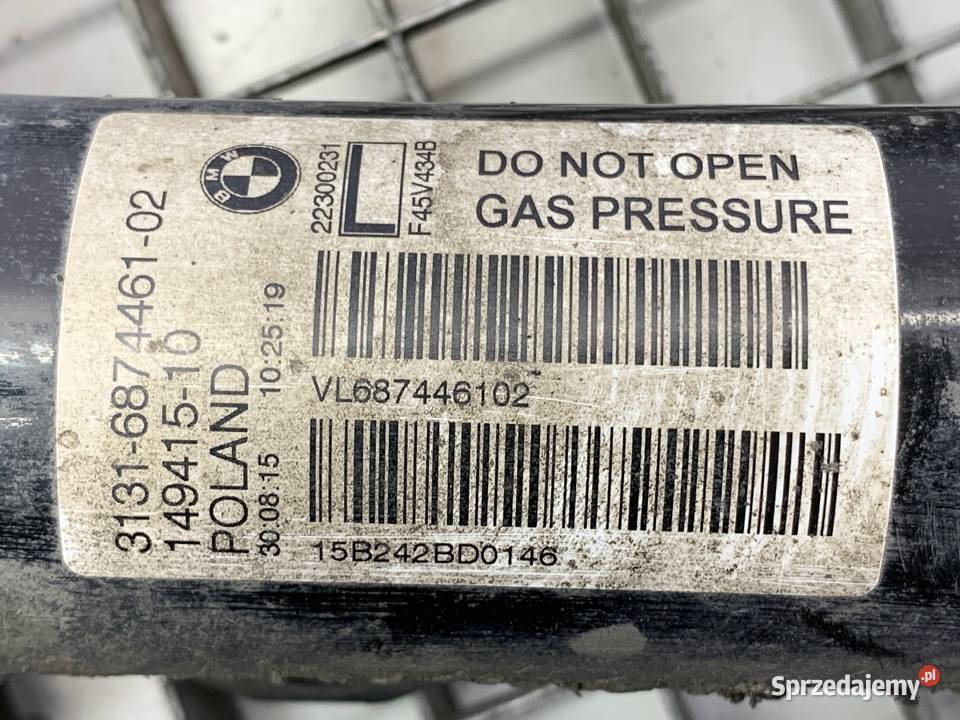 BMW
22300231
L
F45V434B
DO NOT OPEN
GAS PRESSURE
3131-6874461-02
149415-10
POLAND
30.08.15 10:25:19
VL687446102
15B242BD0146
Sprzedajemy.pl